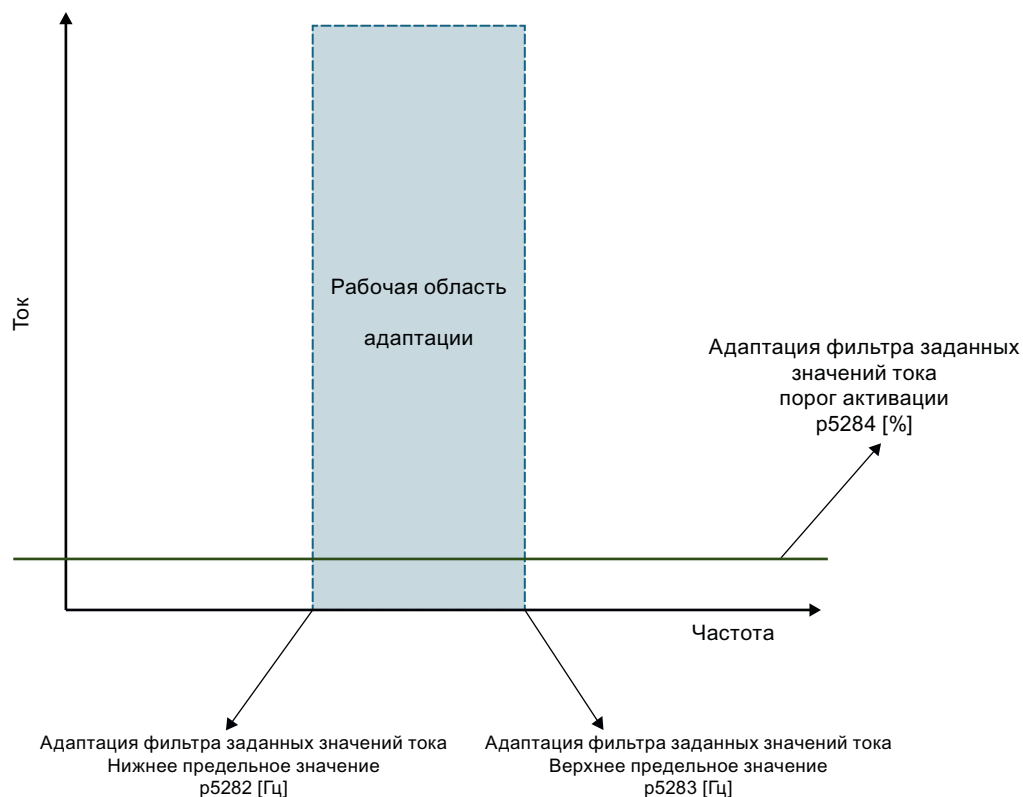 Ток
Рабочая область
адаптации
Адаптация фильтра заданных
значений тока
порог активации
p5284 [%]
Частота
Адаптация фильтра заданных значений тока
Нижнее предельное значение
p5282 [Гц]
Адаптация фильтра заданных значений тока
Верхнее предельное значение
p5283 [Гц]